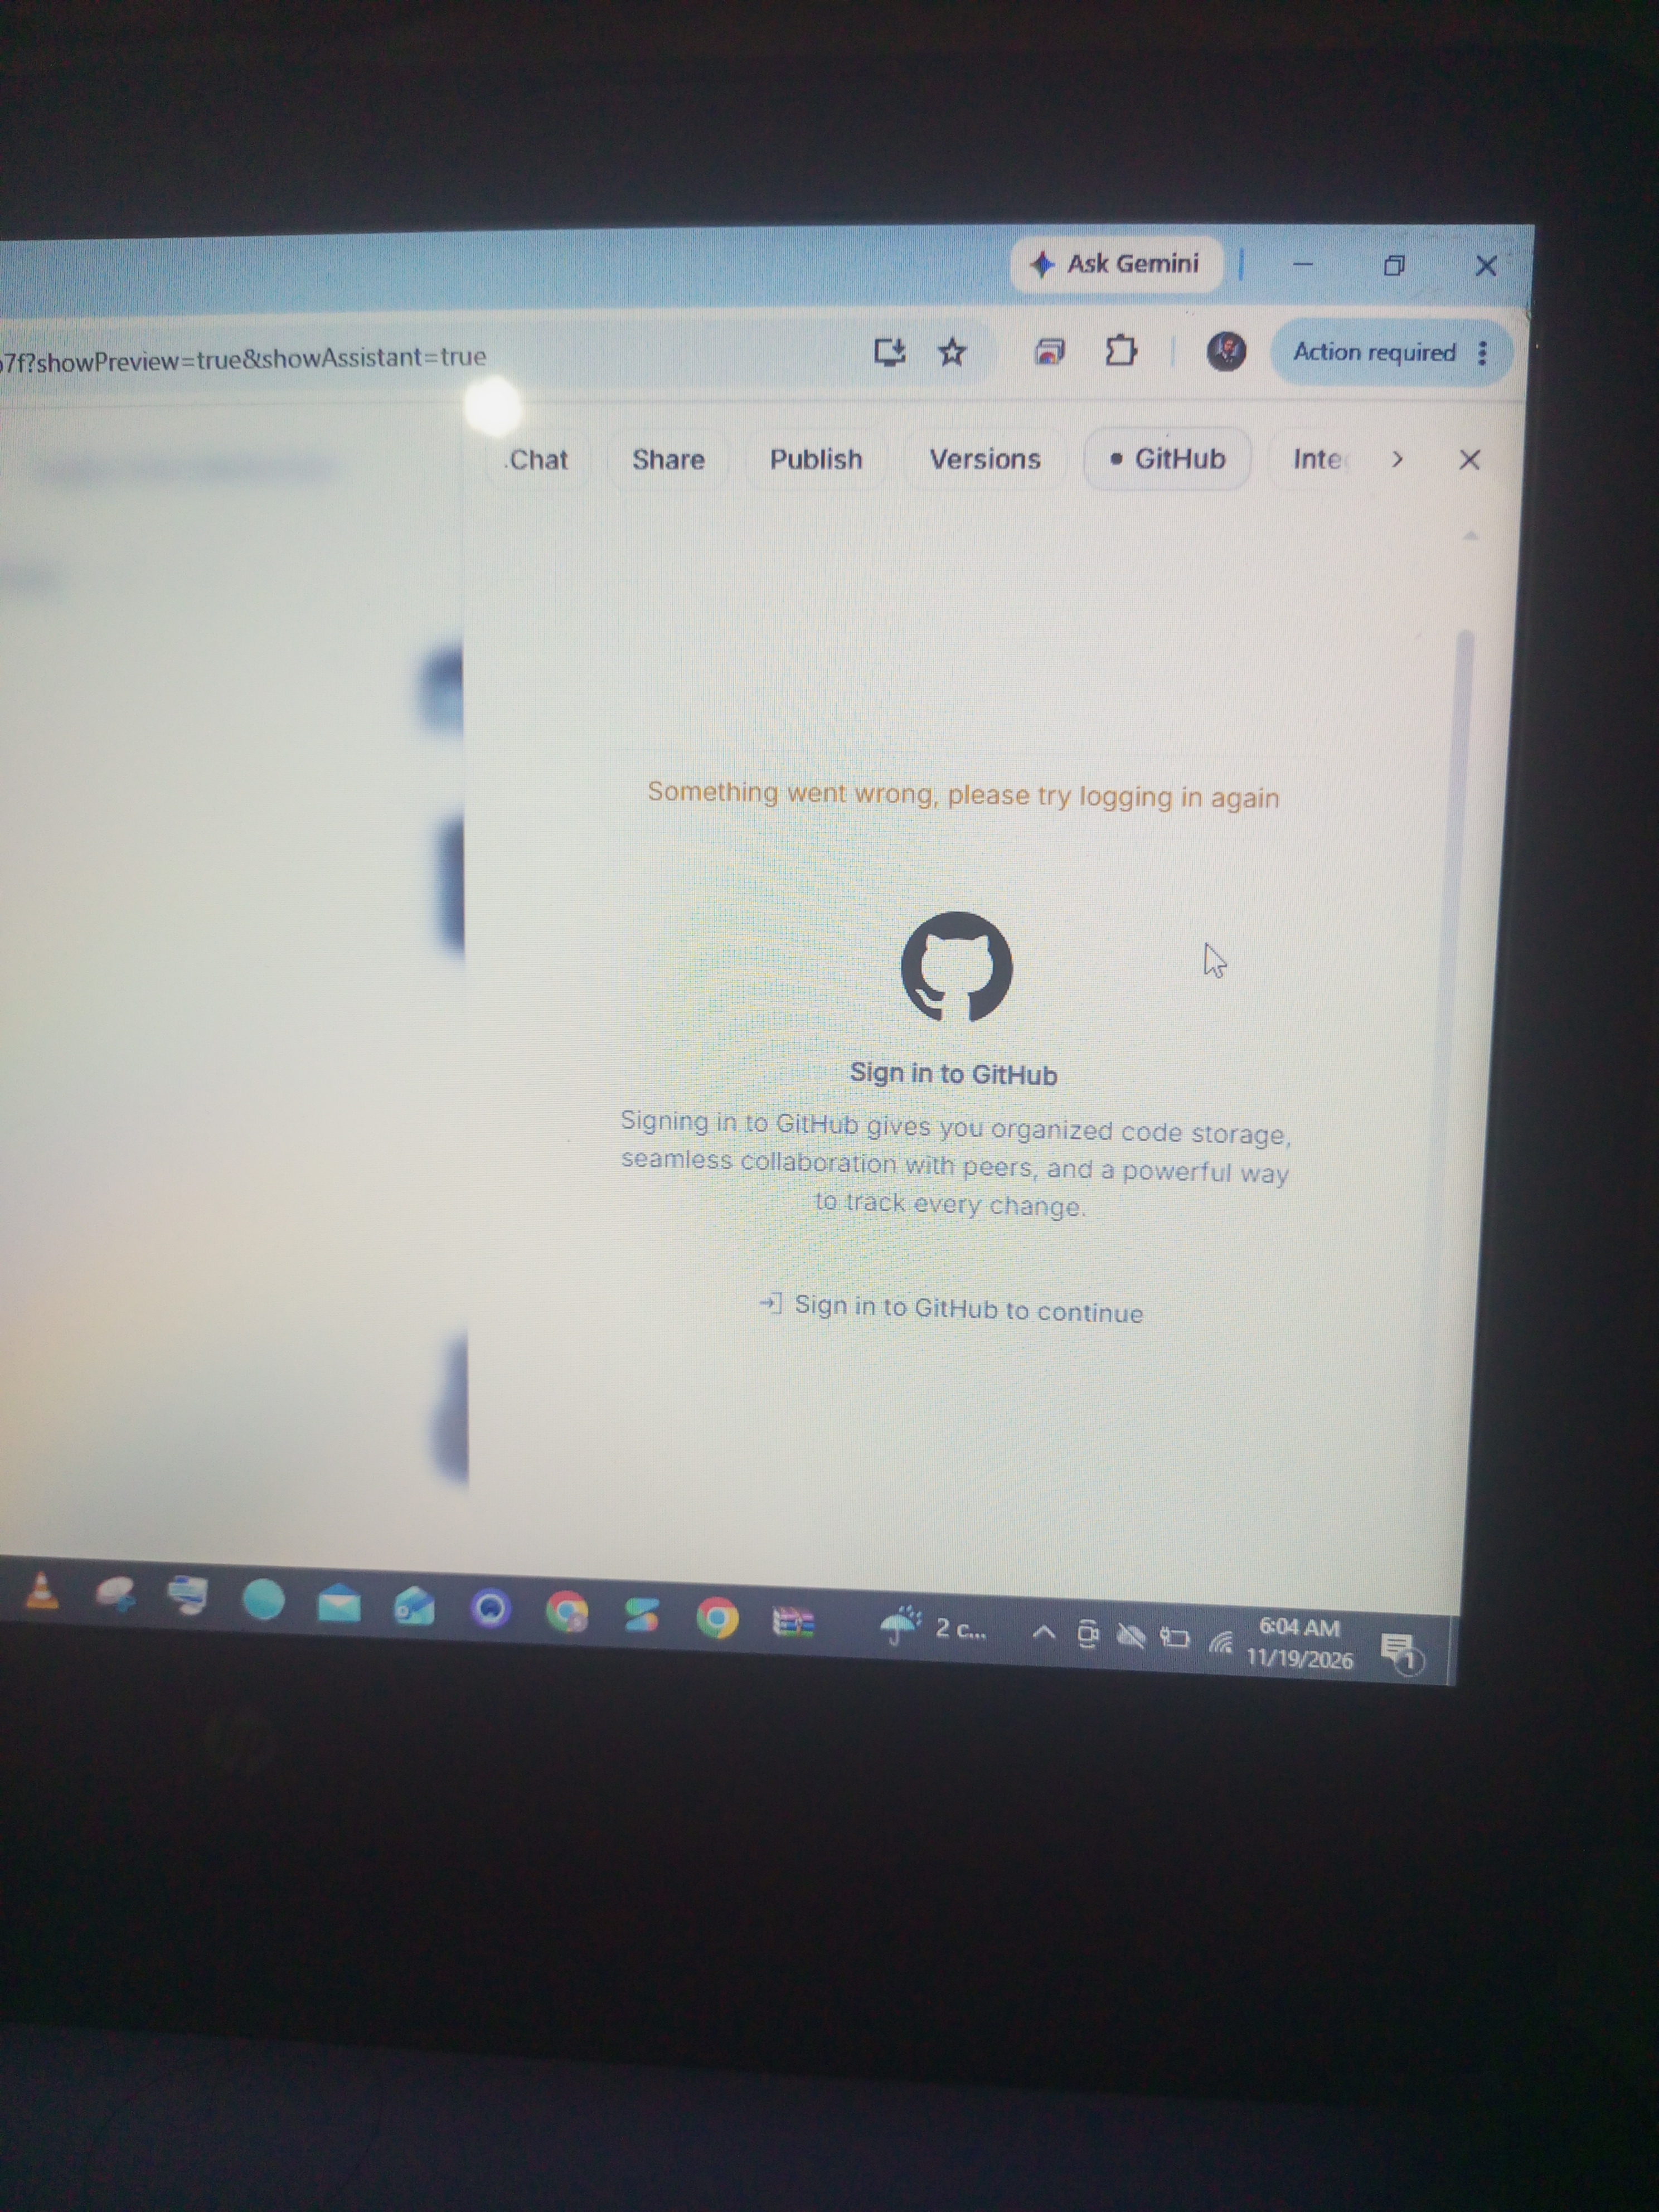 Ask Gemini
7f?showPreview=true&showAssistant=true
Action required
Chat Share Publish Versions GitHub Inte
Something went wrong, please try logging in again
Sign in to GitHub
Signing in to GitHub gives you organized code storage,
seamless collaboration with peers, and a powerful way
to track every change.
Sign in to GitHub to continue
2 c...
6:04 AM
11/19/2026
1